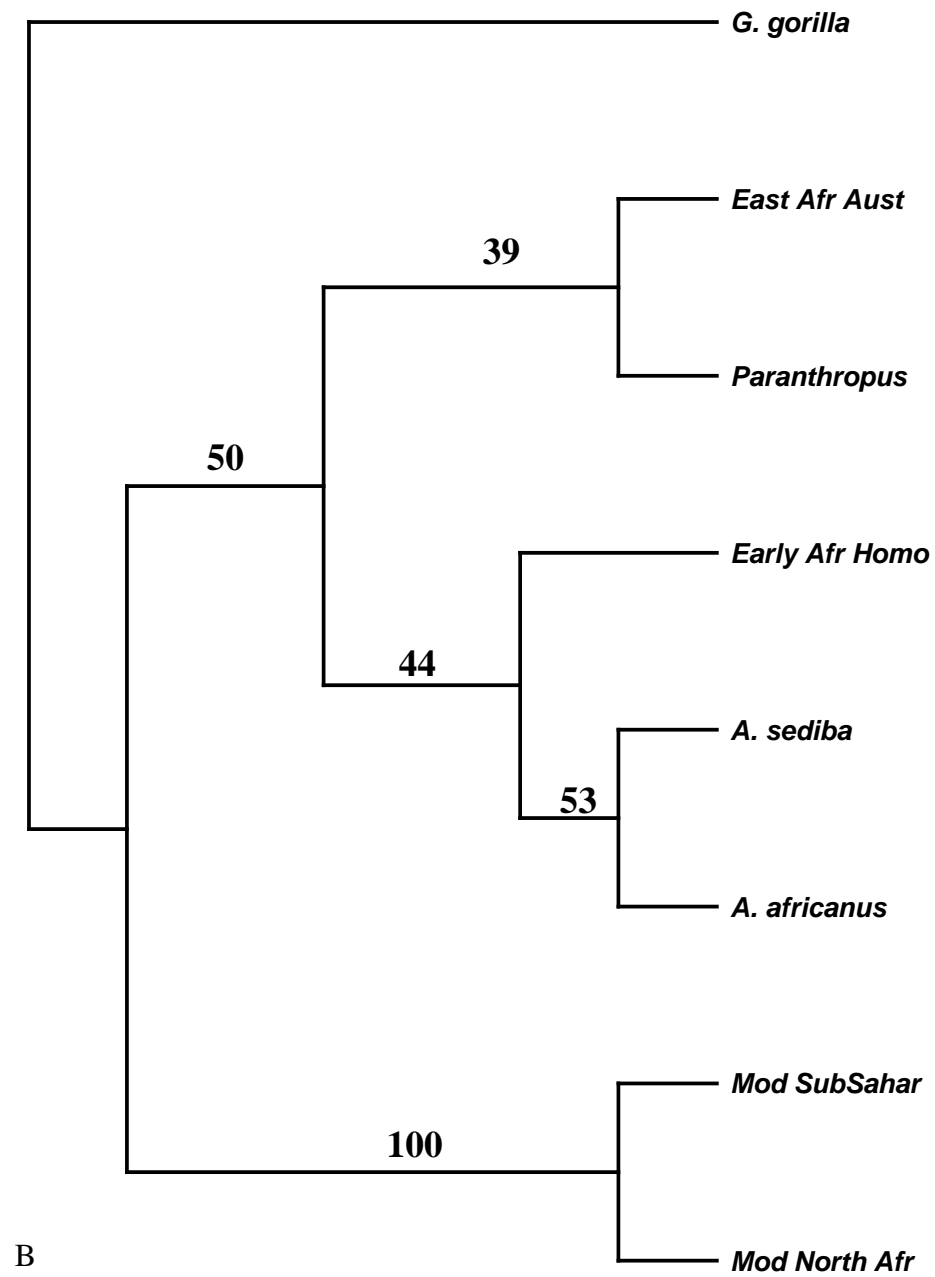 G. gorilla
East Afr Aust
39
Paranthropus
50
Early Afr Homo
44
A. sediba
53
A. africanus
Mod SubSahar
100
B
Mod North Afr